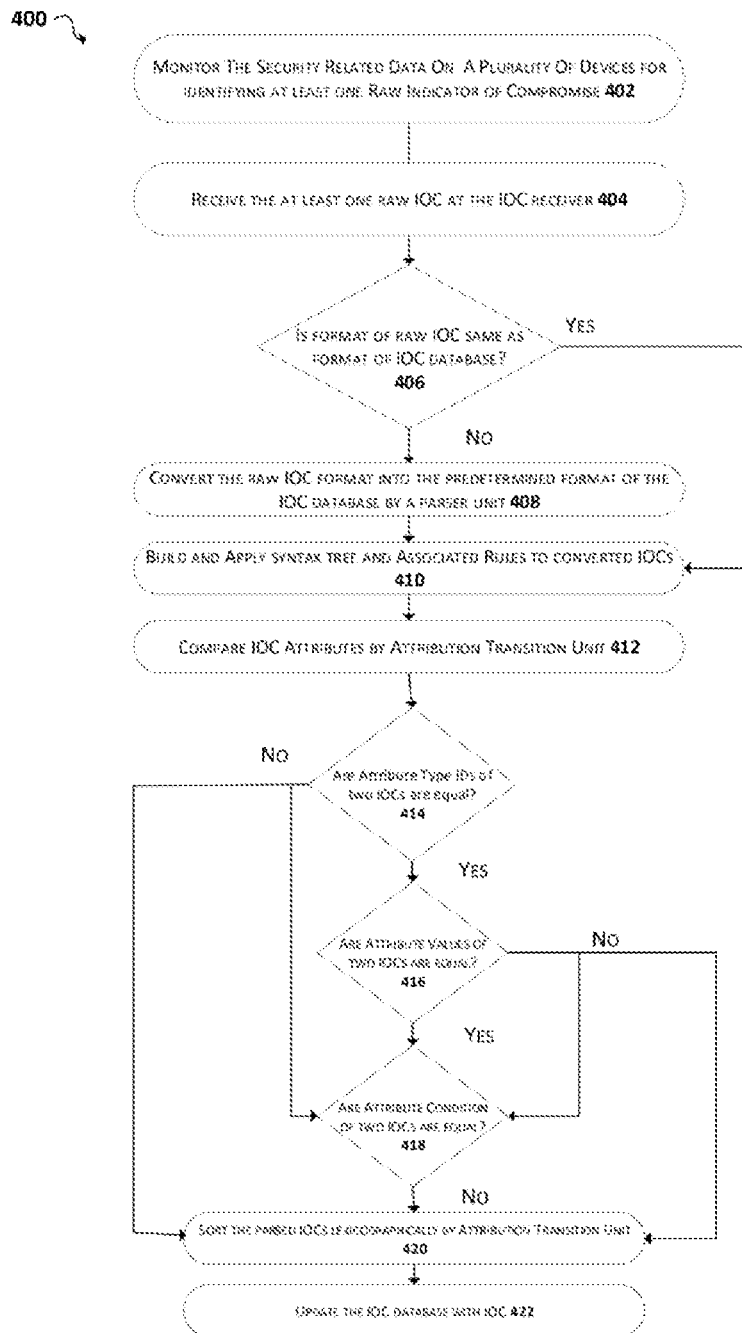 400
MONITOR THE SECURITY RELATED DATA ON A PLURALITY OF DEVICES FOR
IDENTIFYING AT LEAST ONE RAW INDICATOR OF COMPROMISE 402
RECEIVE THE AT LEAST ONE RAW IOC AT THE IOC RECEIVER 404
IS FORMAT OF RAW IOC SAME AS
FORMAT OF IOC DATABASE?
406
YES
NO
CONVERT THE RAW IOC FORMAT INTO THE PREDETERMINED FORMAT OF THE
IOC DATABASE BY A PARSER UNIT 408
BUILD AND APPLY SYNTAX TREE AND ASSOCIATED RULES TO CONVERTED IOCS
410
COMPARE IOC ATTRIBUTES BY ATTRIBUTION TRANSITION UNIT 412
NO
ARE ATTRIBUTE TYPE IDS OF
TWO IOCS ARE EQUAL?
414
YES
ARE ATTRIBUTE VALUES OF
TWO IOCS ARE EQUAL?
416
NO
YES
ARE ATTRIBUTE CONDITION
OF TWO IOCS ARE EQUAL?
418
NO
SORT THE PARSED IOCS LEXICOGRAPHICALLY BY ATTRIBUTION TRANSITION UNIT
420
UPDATE THE IOC DATABASE WITH IOC 422